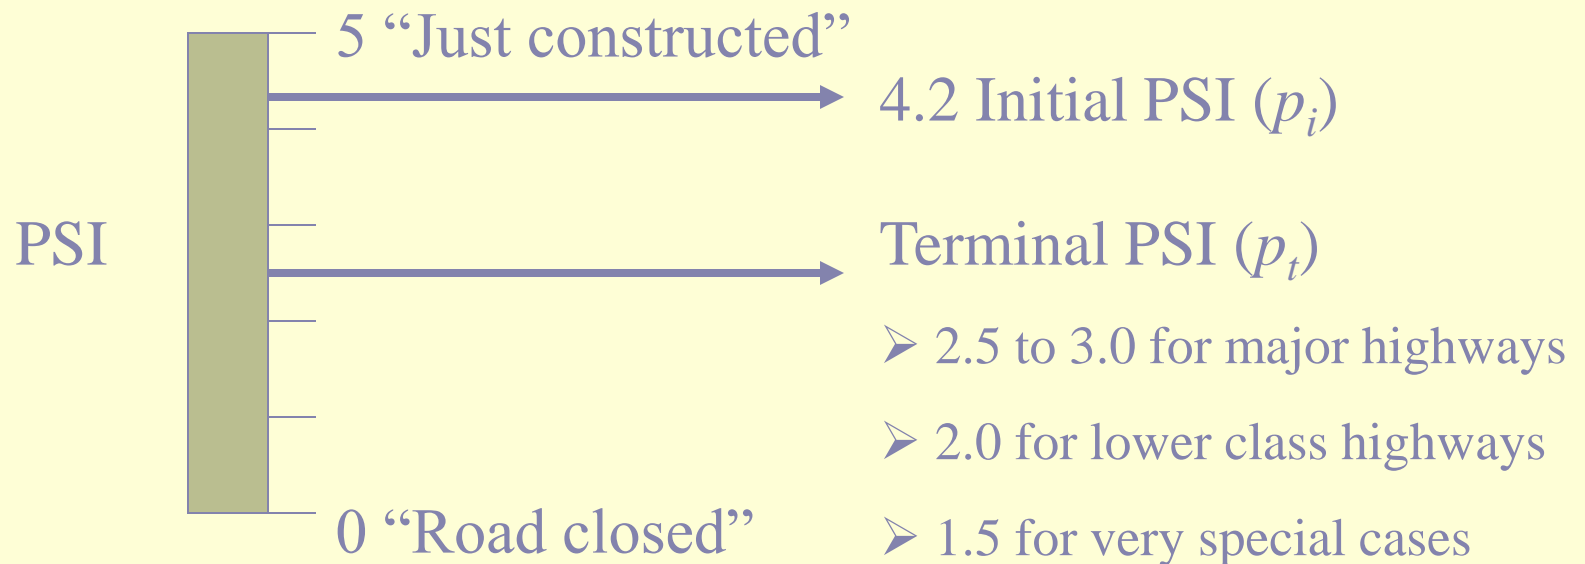 5 “Just constructed”
4.2 Initial PSI (pᵢ)
PSI
Terminal PSI (pₜ)
➢ 2.5 to 3.0 for major highways
➢ 2.0 for lower class highways
0 “Road closed”
➢ 1.5 for very special cases